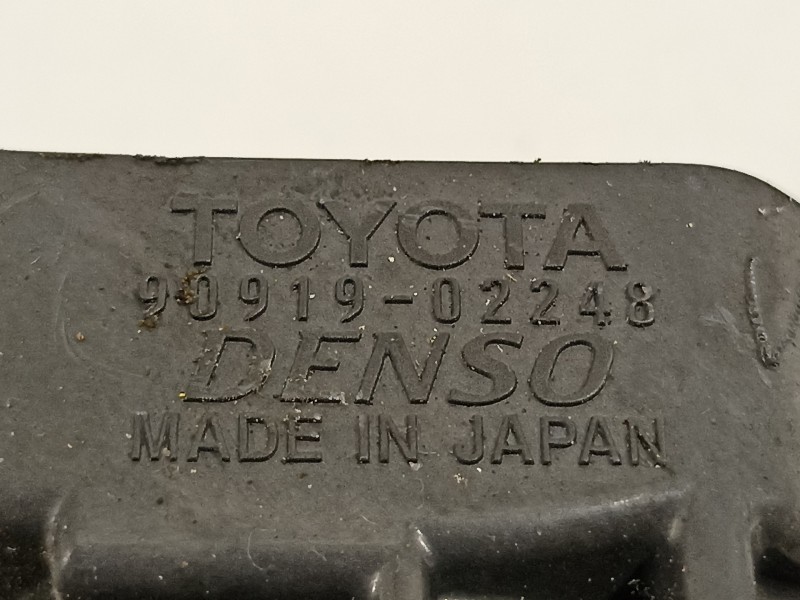 TOYOTA
90919-02248
DENSO
MADE IN JAPAN